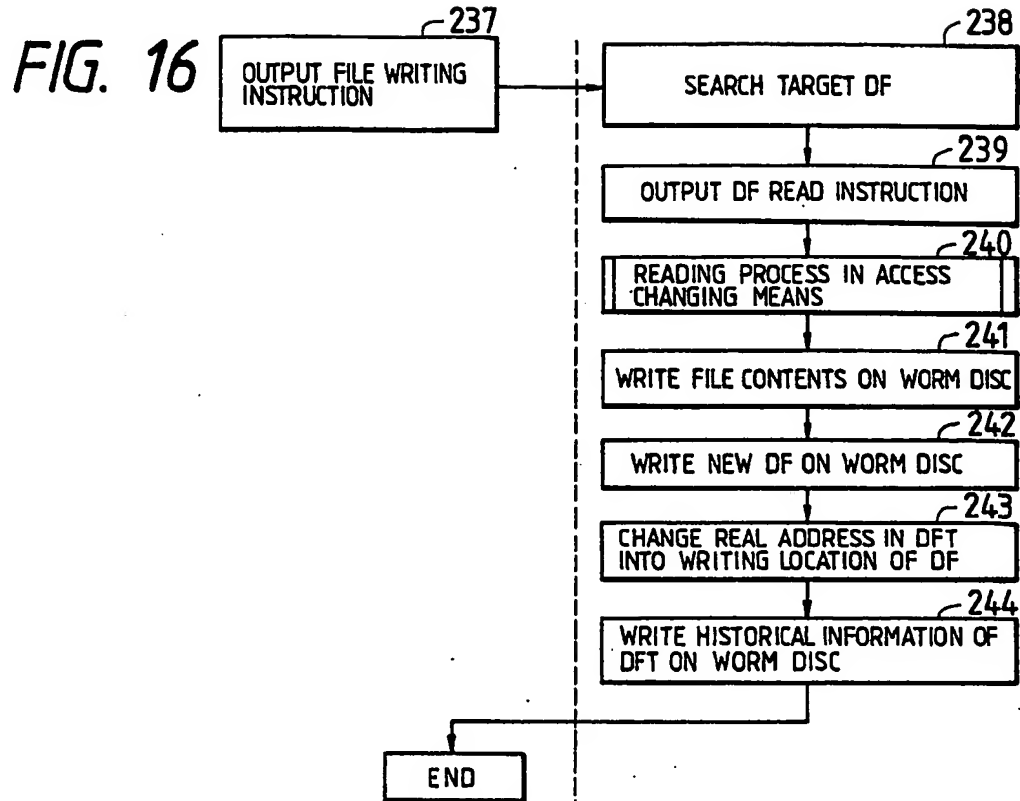 FIG. 16
237
OUTPUT FILE WRITING
INSTRUCTION
238
SEARCH TARGET DF
239
OUTPUT DF READ INSTRUCTION
240
READING PROCESS IN ACCESS
CHANGING MEANS
241
WRITE FILE CONTENTS ON WORM DISC
242
WRITE NEW DF ON WORM DISC
243
CHANGE REAL ADDRESS IN DFT
INTO WRITING LOCATION OF DF
244
WRITE HISTORICAL INFORMATION OF
DFT ON WORM DISC
END